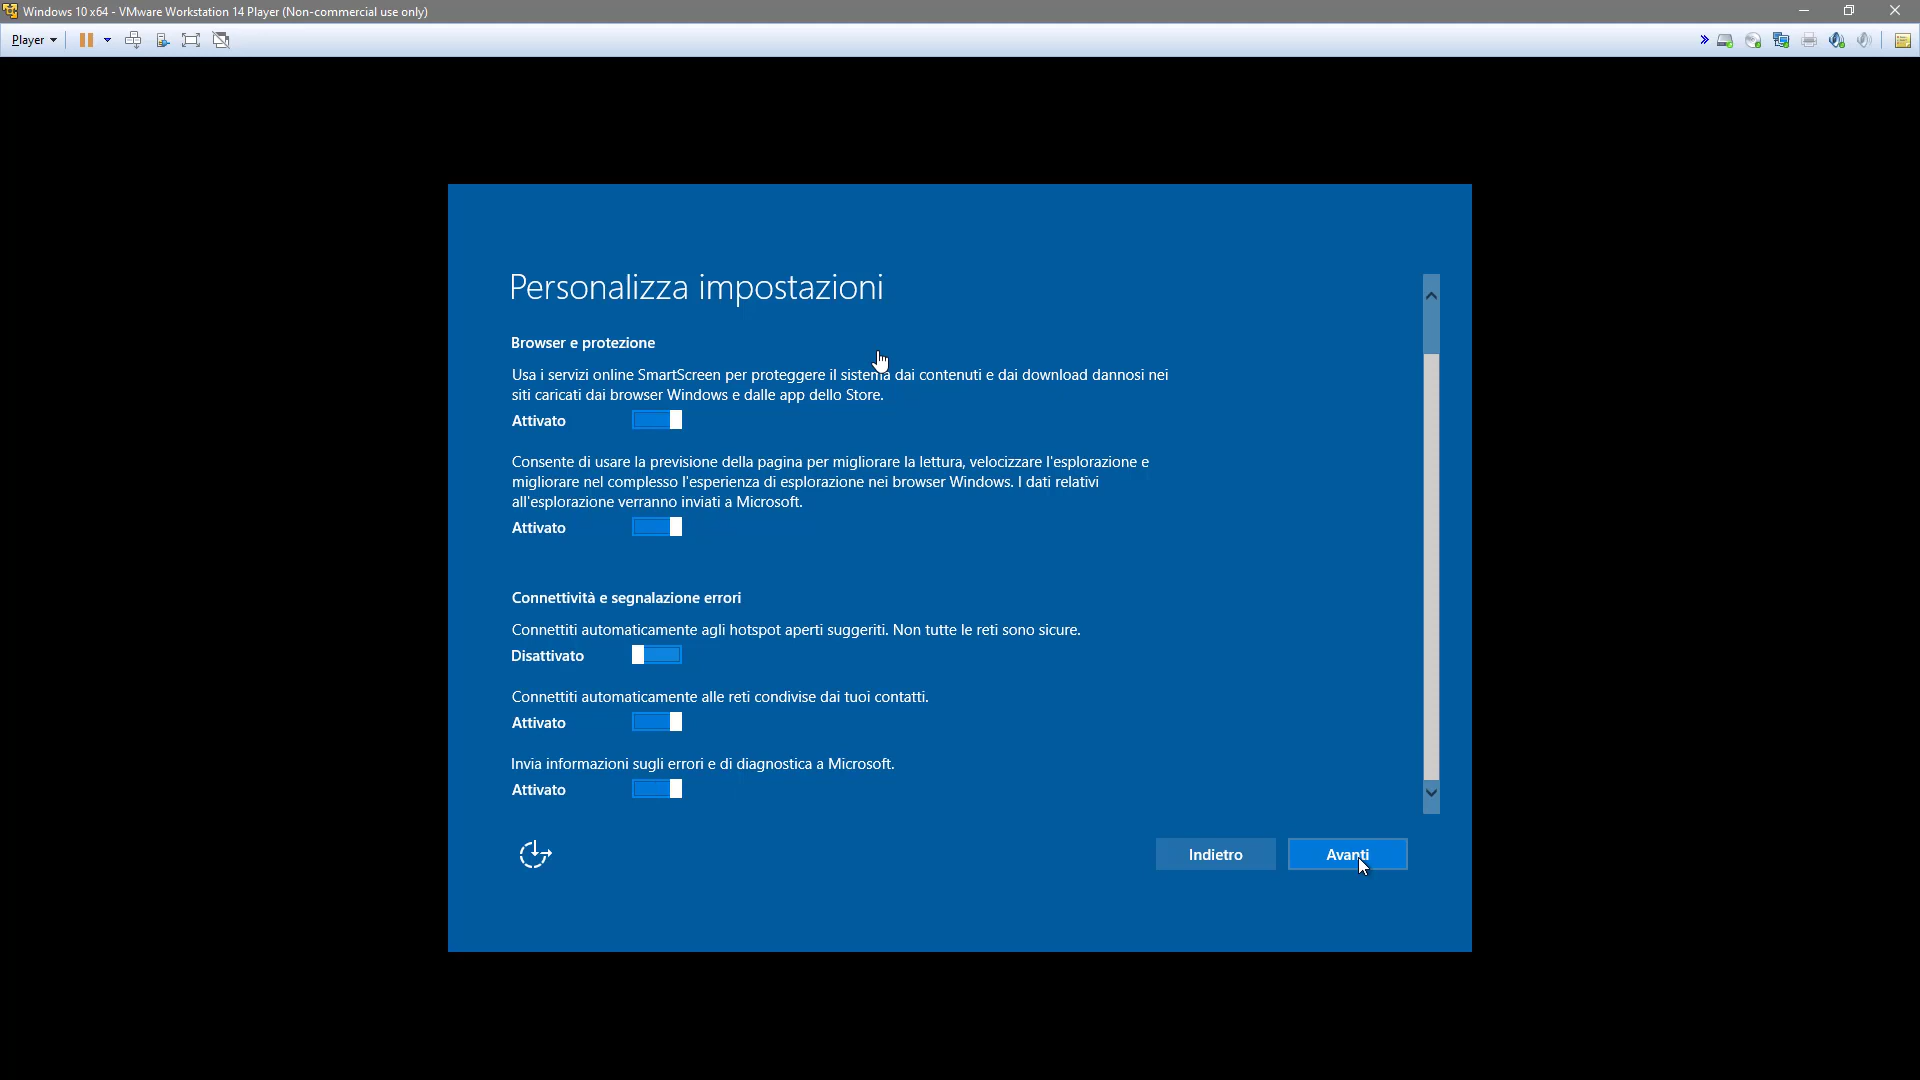 Windows 10 x64 - VMware Workstation 14 Player (Non-commercial use only)
Player
Personalizza impostazioni
Browser e protezione
Usa i servizi online SmartScreen per proteggere il sistema dai contenuti e dai download dannosi nei
siti caricati dai browser Windows e dalle app dello Store.
Attivato
Consente di usare la previsione della pagina per migliorare la lettura, velocizzare l'esplorazione e
migliorare nel complesso l'esperienza di esplorazione nei browser Windows. I dati relativi
all'esplorazione verranno inviati a Microsoft.
Attivato
Connettività e segnalazione errori
Connettiti automaticamente agli hotspot aperti suggeriti. Non tutte le reti sono sicure.
Disattivato
Connettiti automaticamente alle reti condivise dai tuoi contatti.
Attivato
Invia informazioni sugli errori e di diagnostica a Microsoft.
Attivato
Indietro
Avanti